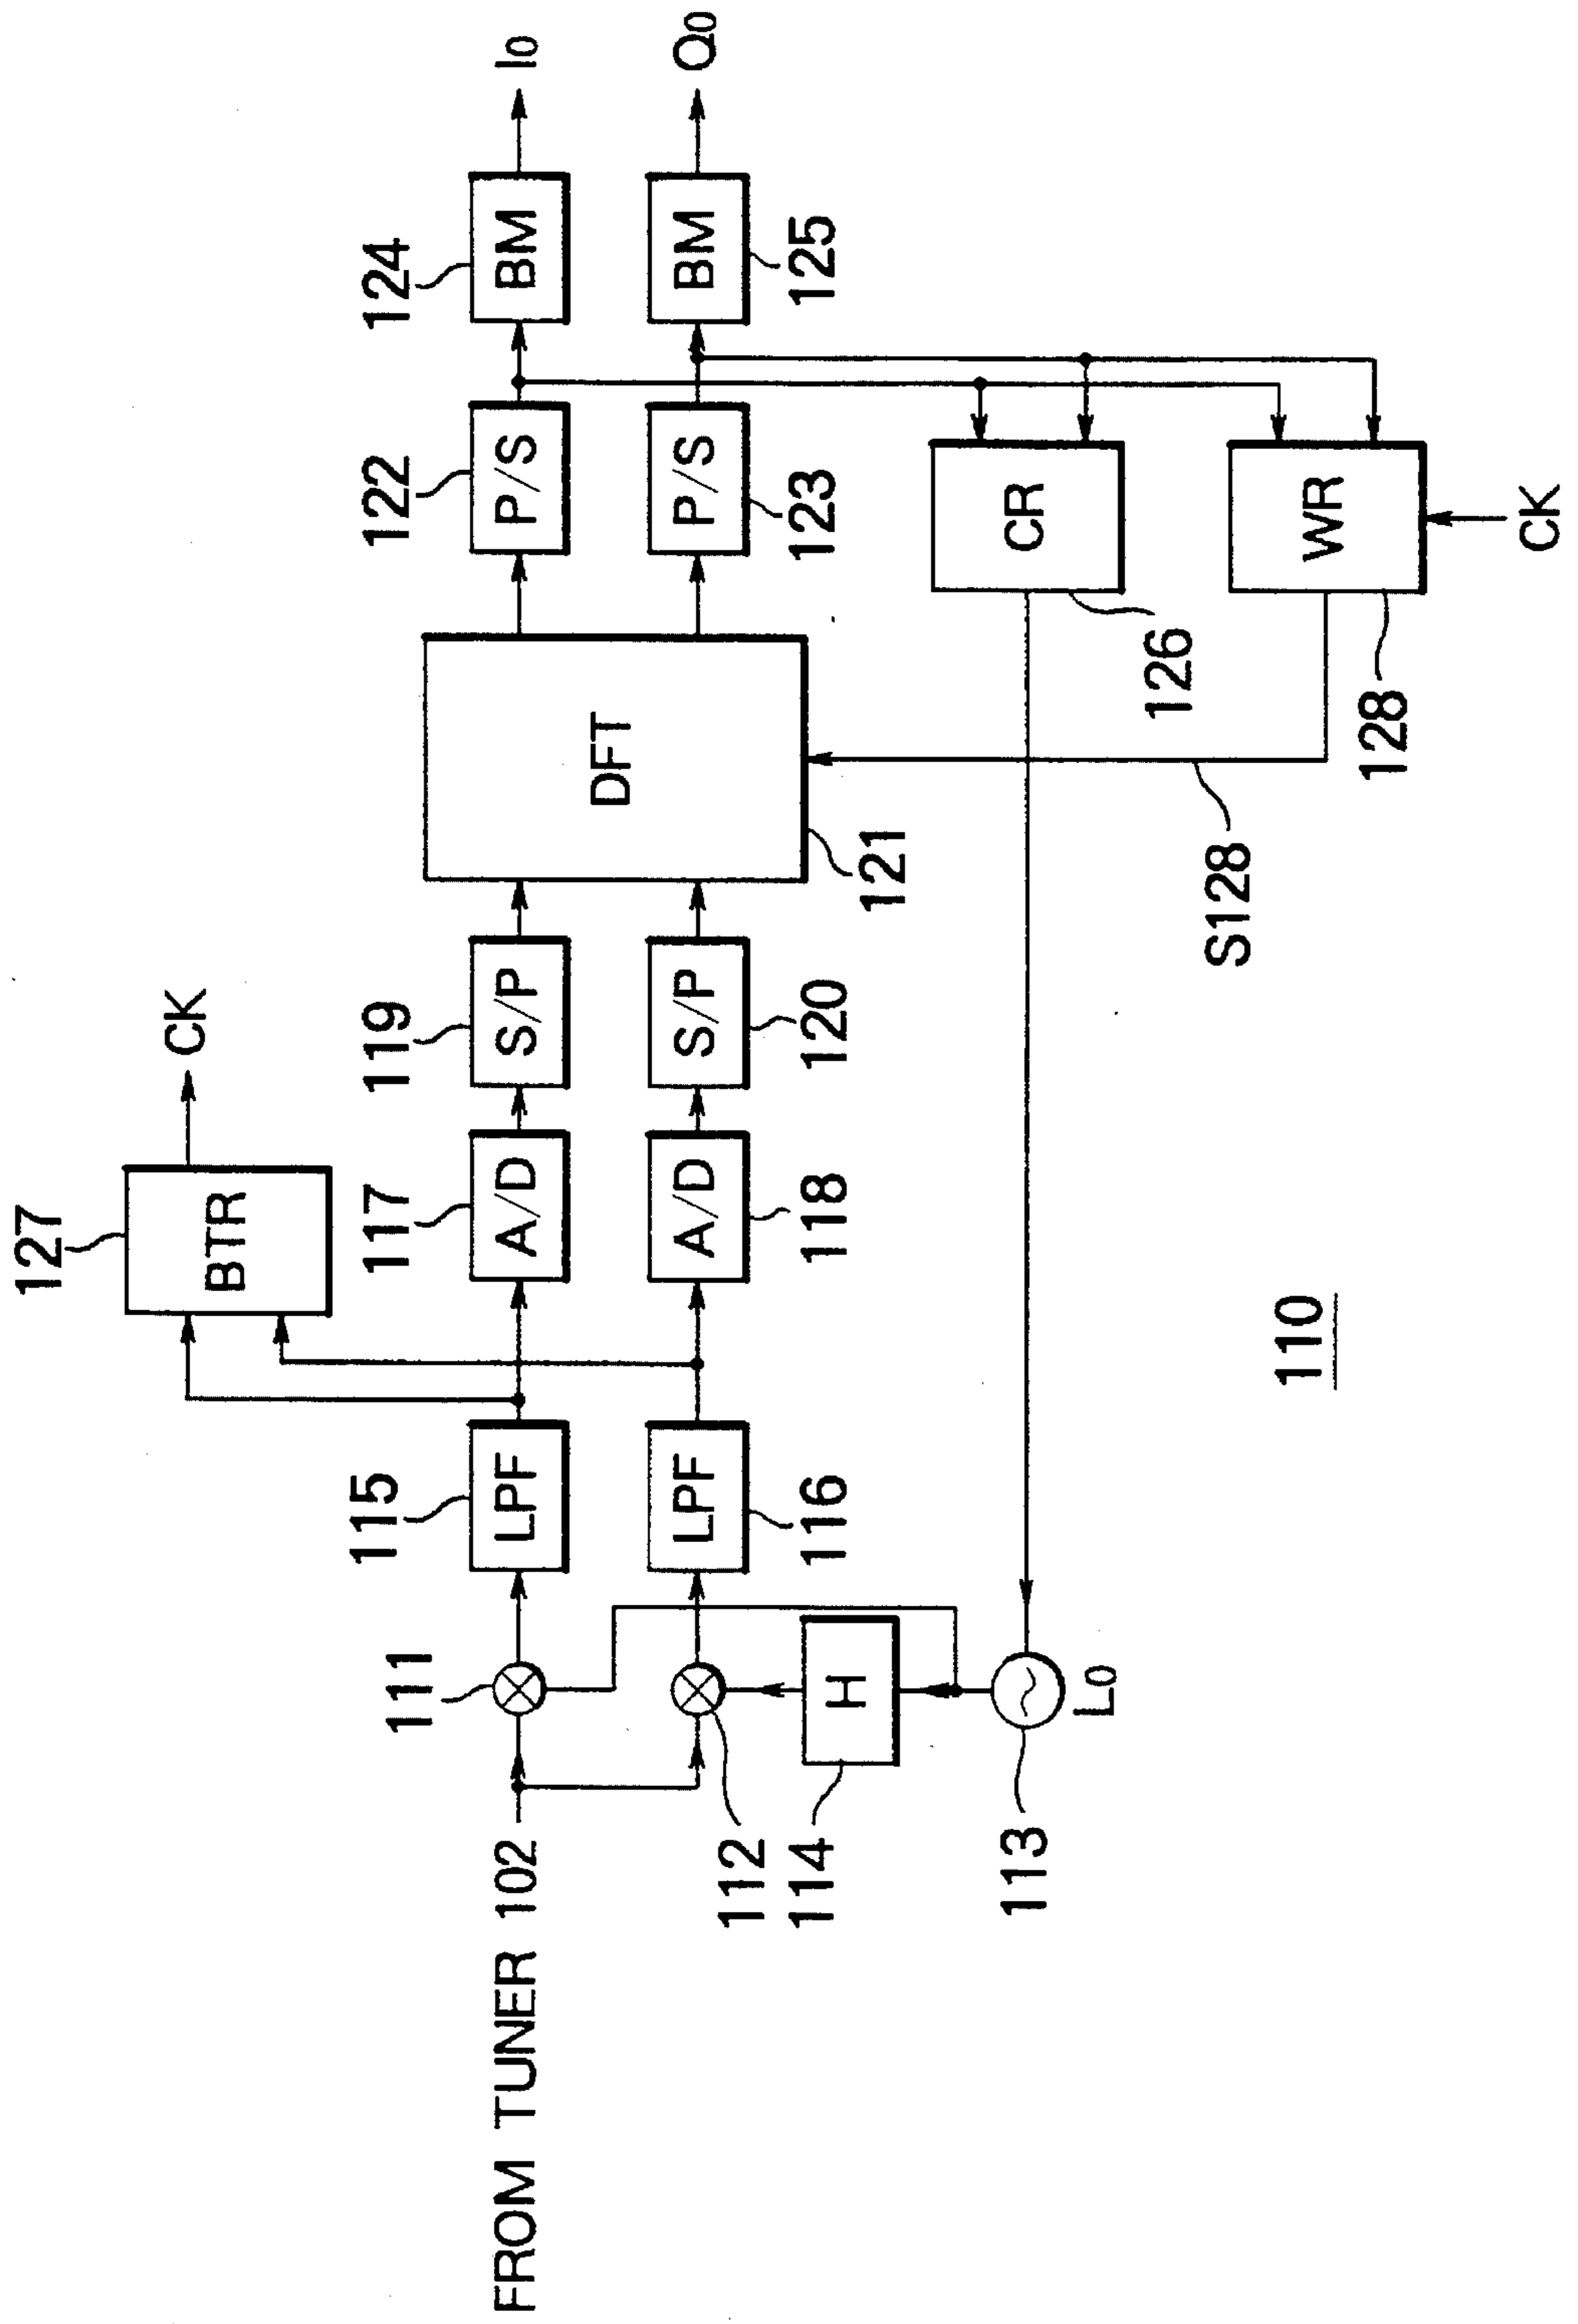 127
BTR
CK
FROM TUNER 102
111
115
LPF
117
A/D
119
S/P
122
P/S
124
BM
I0
112
116
LPF
118
A/D
120
S/P
DFT
121
123
P/S
125
BM
Q0
114
H
113
L0
126
CR
S128
128
WR
CK
110